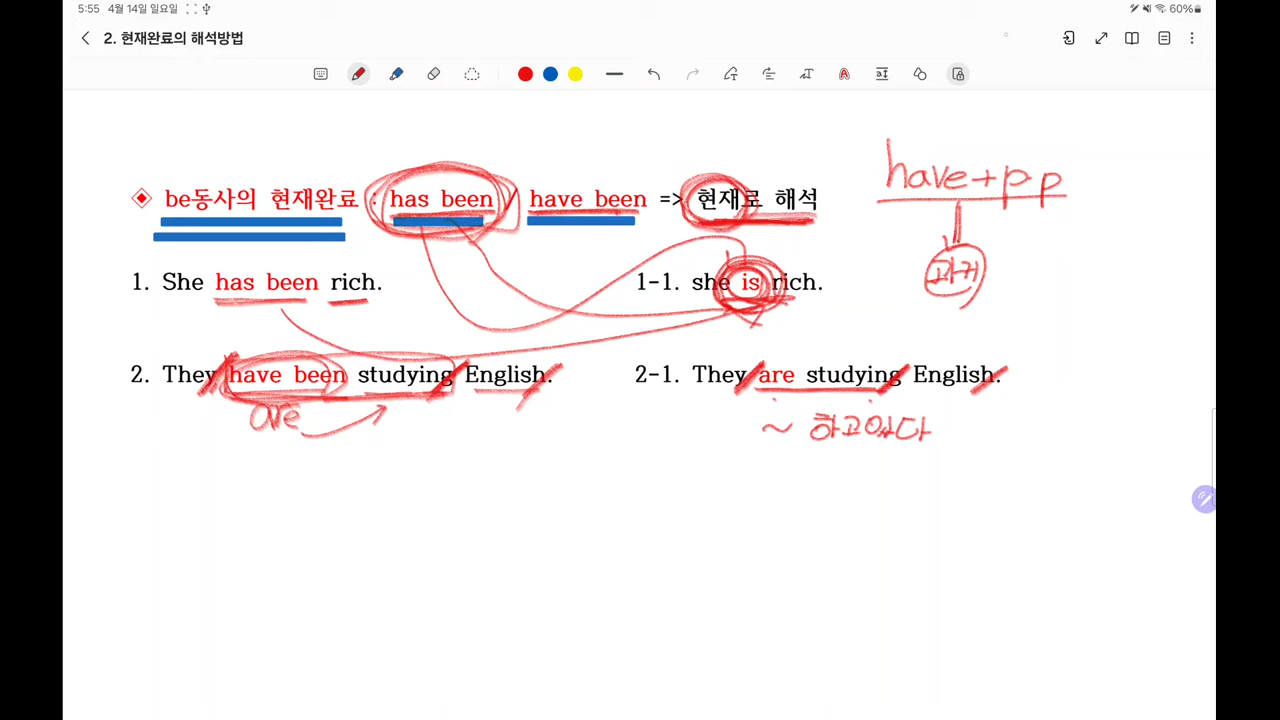 5:55 4월 14일 일요일
60%
2. 현재완료의 해석방법
have+p.p
◈ be동사의 현재완료 : has been / have been => 현재로 해석
과거
1. She has been rich.
1-1. she is rich.
2. They have been studying English.
2-1. They are studying English.
are
~ 하고있다